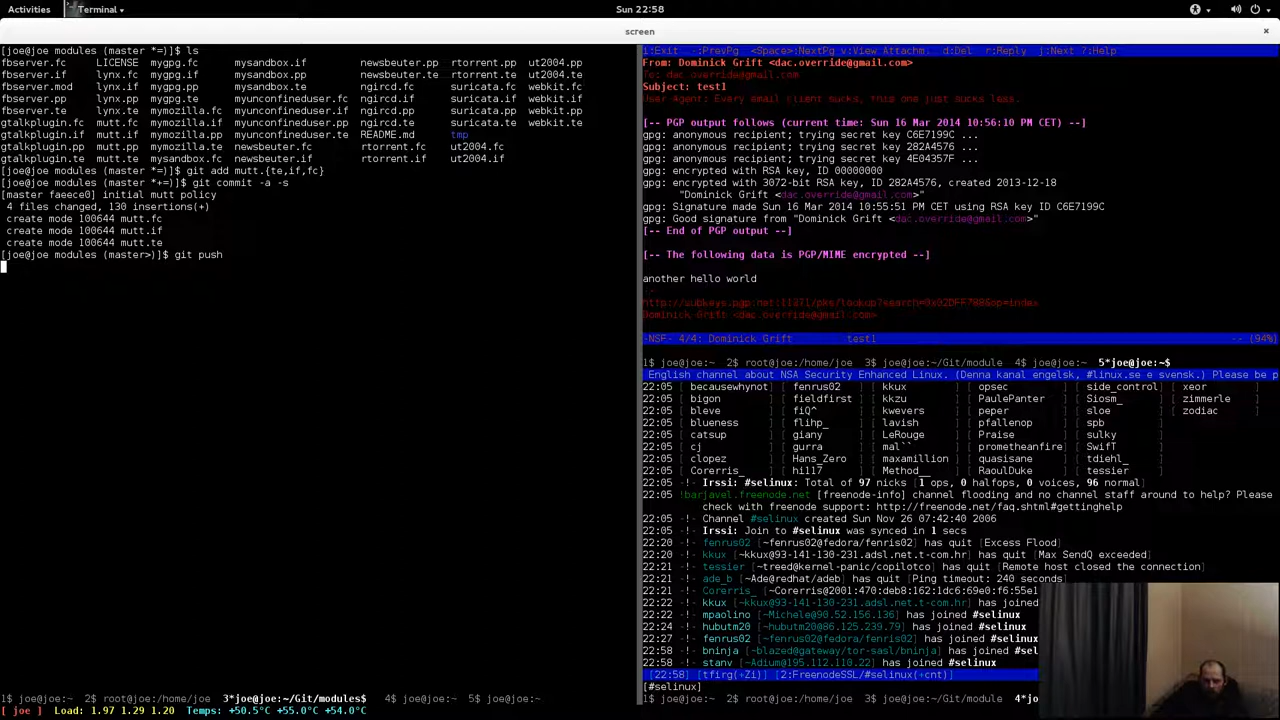 Activities
Terminal
Sun 22:58
screen
[joe@joe modules (master *=)]$ ls
fbserver.fc LICENSE mygpg.fc mysandbox.if newsbeuter.pp rtorrent.pp ut2004.pp
fbserver.if lynx.fc mygpg.if mysandbox.pp newsbeuter.te rtorrent.te ut2004.te
fbserver.mod lynx.if mygpg.pp mysandbox.te ngircd.fc suricata.fc webkit.fc
fbserver.pp lynx.pp mygpg.te myunconfineduser.fc ngircd.if suricata.if webkit.if
fbserver.te lynx.te mymozilla.fc myunconfineduser.if ngircd.pp suricata.pp webkit.pp
gtalkplugin.fc mutt.fc mymozilla.if myunconfineduser.pp ngircd.te suricata.te webkit.te
gtalkplugin.if mutt.if mymozilla.pp myunconfineduser.te README.md tmp
gtalkplugin.pp mutt.pp mymozilla.te newsbeuter.fc rtorrent.fc ut2004.fc
gtalkplugin.te mutt.te mysandbox.fc newsbeuter.if rtorrent.if ut2004.if
[joe@joe modules (master *=)]$ git add mutt.{te,if,fc}
[joe@joe modules (master *+=)]$ git commit -a -s
[master faeece0] initial mutt policy
4 files changed, 130 insertions(+)
create mode 100644 mutt.fc
create mode 100644 mutt.if
create mode 100644 mutt.te
[joe@joe modules (master>)]$ git push
1$ joe@joe:~ 2$ root@joe:/home/joe 3*joe@joe:~/Git/modules$ 4$ joe@joe:~ 5$ joe@joe:~
[ joe ] Load: 1.97 1.29 1.20 Temps: +50.5°C +55.0°C +54.0°C
i:Exit -:PrevPg <Space>:NextPg v:View Attachm. d:Del r:Reply j:Next ?:Help
From: Dominick Grift <dac.override@gmail.com>
To: dac.override@gmail.com
Subject: test1
User-Agent: Every email client sucks, this one just sucks less.
[-- PGP output follows (current time: Sun 16 Mar 2014 10:56:10 PM CET) --]
gpg: anonymous recipient; trying secret key C6E7199C ...
gpg: anonymous recipient; trying secret key 282A4576 ...
gpg: anonymous recipient; trying secret key 4E04357F ...
gpg: encrypted with RSA key, ID 00000000
gpg: encrypted with 3072-bit RSA key, ID 282A4576, created 2013-12-18
"Dominick Grift <dac.override@gmail.com>"
gpg: Signature made Sun 16 Mar 2014 10:55:51 PM CET using RSA key ID C6E7199C
gpg: Good signature from "Dominick Grift <dac.override@gmail.com>"
[-- End of PGP output --]
[-- The following data is PGP/MIME encrypted --]
another hello world
--
Dominick Grift <dac.override@gmail.com>
-NSF- 4/4: Dominick Grift test1 -- (94%)
1$ joe@joe:~ 2$ root@joe:/home/joe 3$ joe@joe:~/Git/module 4$ joe@joe:~ 5*joe@joe:~$
English channel about NSA Security Enhanced Linux. (Denna kanal engelsk, #linux.se e svensk.) Please be p
22:05 [ becausewhynot] [ fenrus02 ] [ kkux ] [ opsec ] [ side_control] [ xeor ]
22:05 [ bigon ] [ fieldfirst ] [ kkzu ] [ PaulePanter ] [ Siosm_ ] [ zimmerle ]
22:05 [ bleve ] [ fiQ^ ] [ kwevers ] [ peper ] [ sloe ] [ zodiac ]
22:05 [ blueness ] [ flihp_ ] [ lavish ] [ pfallenop ] [ spb ]
22:05 [ catsup ] [ giany ] [ LeRouge ] [ Praise ] [ sulky ]
22:05 [ cj ] [ gurra ] [ mal`` ] [ prometheanfire] [ SwifT ]
22:05 [ clopez ] [ Hans_Zero ] [ maxamillion ] [ quasisane ] [ tdiehl_ ]
22:05 [ Corerris_ ] [ hi117 ] [ Method__ ] [ RaoulDuke ] [ tessier ]
22:05 -!- Irssi: #selinux: Total of 97 nicks [1 ops, 0 halfops, 0 voices, 96 normal]
22:05 !barjavel.freenode.net [freenode-info] channel flooding and no channel staff around to help? Please
check with freenode support: http://freenode.net/faq.shtml#gettinghelp
22:05 -!- Channel #selinux created Sun Nov 26 07:42:40 2006
22:05 -!- Irssi: Join to #selinux was synced in 1 secs
22:20 -!- fenrus02 [~fenrus02@fedora/fenris02] has quit [Excess Flood]
22:20 -!- kkux [~kkux@93-141-130-231.adsl.net.t-com.hr] has quit [Max SendQ exceeded]
22:21 -!- tessier [~treed@kernel-panic/copilotco] has quit [Remote host closed the connection]
22:21 -!- ade_b [~Ade@redhat/adeb] has quit [Ping timeout: 240 seconds]
22:21 -!- Corerris_ [~Corerris@2001:470:deb8:162:1dc6:69e0:f6:55e1
22:22 -!- kkux [~kkux@93-141-130-231.adsl.net.t-com.hr] has joined
22:22 -!- mpaolino [~Michele@90.52.156.136] has joined #selinux
22:24 -!- hubutm20 [~hubutm20@86.125.239.79] has joined #selinux
22:27 -!- fenrus02 [~fenrus02@fedora/fenris02] has joined #selinux
22:58 -!- bninja [~blazed@gateway/tor-sasl/bninja] has joined #selinux
22:58 -!- stanv [~Adium@195.112.110.22] has joined #selinux
[22:58] [tfirg(+Zi)] [2:FreenodeSSL/#selinux(+cnt)]
[#selinux]
1$ joe@joe:~ 2$ root@joe:/home/joe 3$ joe@joe:~/Git/modules 4*jo